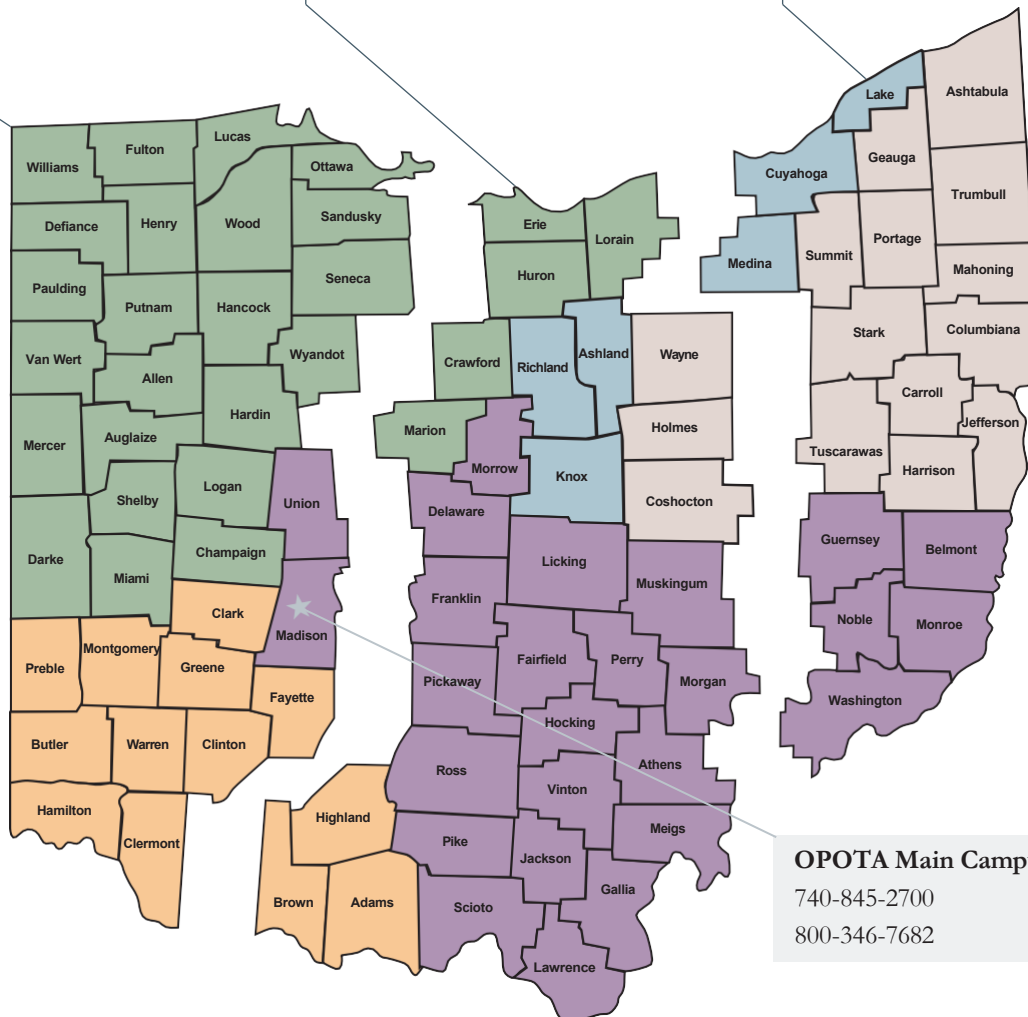 Williams
Fulton
Lucas
Ottawa
Defiance
Henry
Wood
Sandusky
Paulding
Putnam
Hancock
Seneca
Van Wert
Allen
Wyandot
Mercer
Auglaize
Hardin
Shelby
Logan
Union
Darke
Miami
Champaign
Clark
Madison
Preble
Montgomery
Greene
Fayette
Butler
Warren
Clinton
Hamilton
Clermont
Erie
Lorain
Huron
Crawford
Richland
Ashland
Wayne
Marion
Morrow
Holmes
Knox
Coshocton
Delaware
Licking
Muskingum
Franklin
Fairfield
Perry
Pickaway
Morgan
Hocking
Ross
Athens
Vinton
Highland
Pike
Meigs
Jackson
Brown
Adams
Scioto
Gallia
Lawrence
Lake
Ashtabula
Geauga
Cuyahoga
Trumbull
Medina
Summit
Portage
Mahoning
Stark
Columbiana
Carroll
Jefferson
Tuscarawas
Harrison
Guernsey
Belmont
Noble
Monroe
Washington
OPOTA Main Camp
740-845-2700
800-346-7682